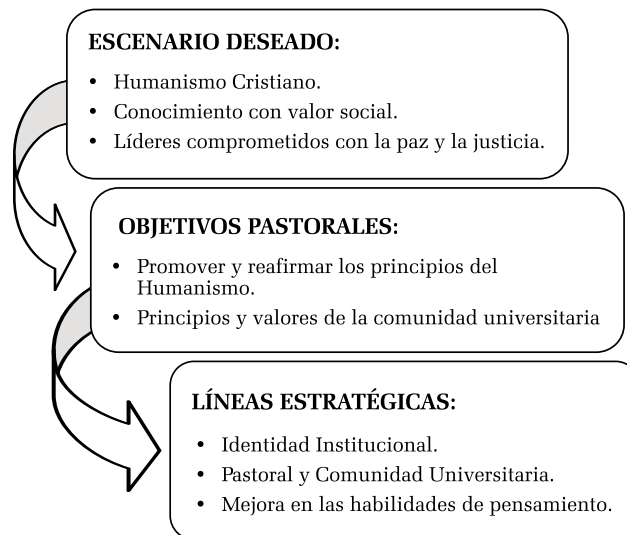 ESCENARIO DESEADO:
• Humanismo Cristiano.
• Conocimiento con valor social.
• Líderes comprometidos con la paz y la justicia.
OBJETIVOS PASTORALES:
• Promover y reafirmar los principios del
Humanismo.
• Principios y valores de la comunidad universitaria
LÍNEAS ESTRATÉGICAS:
• Identidad Institucional.
• Pastoral y Comunidad Universitaria.
• Mejora en las habilidades de pensamiento.